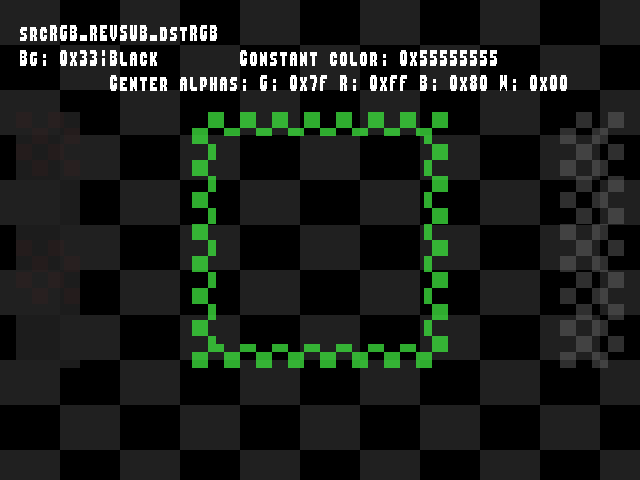 srcRGB_REVSUB_dstRGB
Bg: 0x33¦Black Constant color: 0x55555555
Center alphas: G: 0x7f R: 0xff B: 0x80 W: 0x00